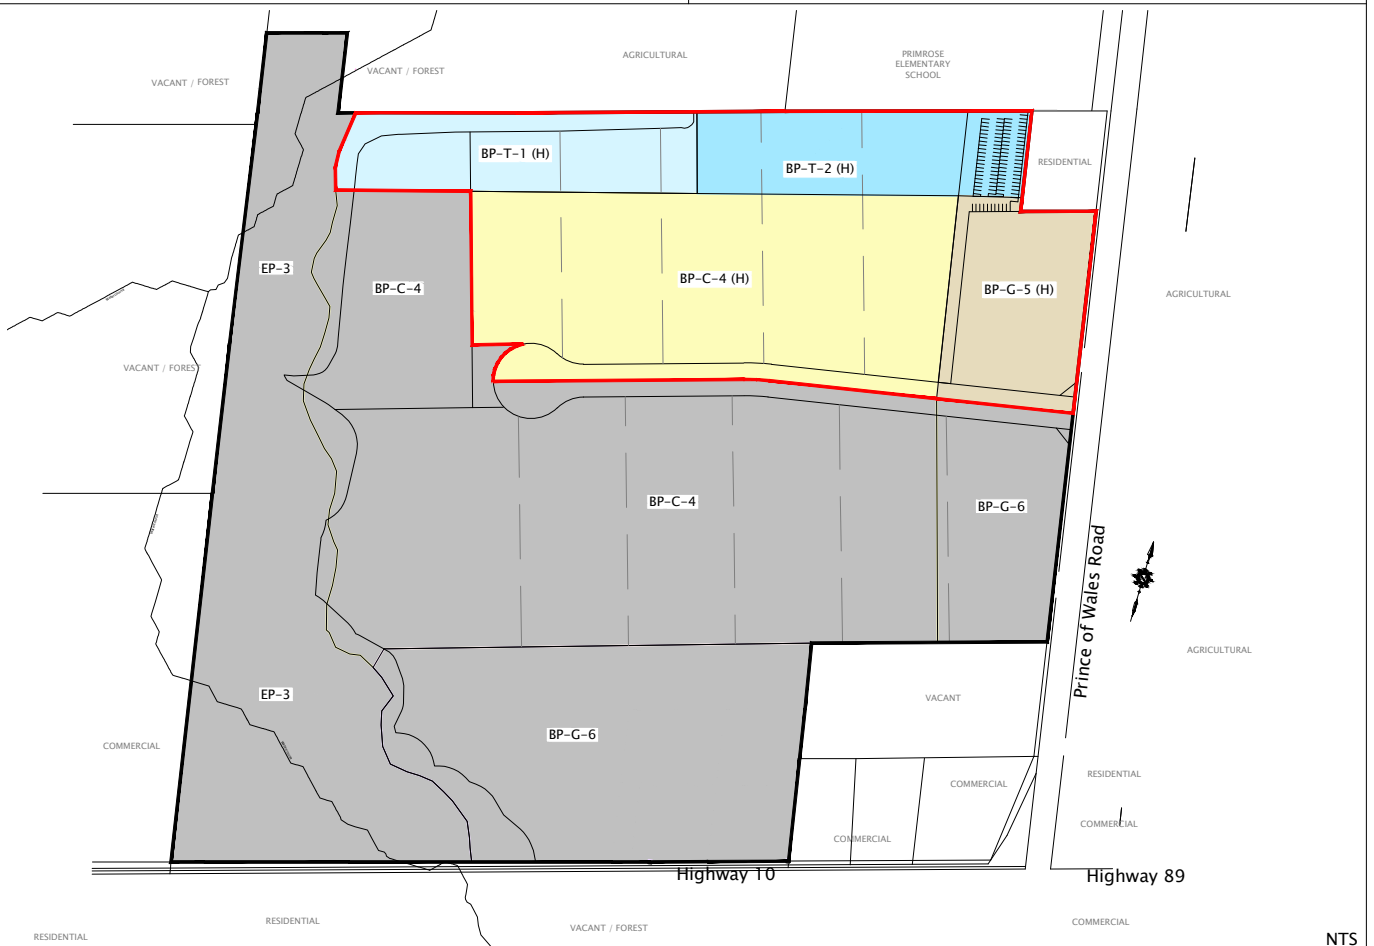 AGRICULTURAL
PRIMROSE
ELEMENTARY
SCHOOL
VACANT / FOREST
VACANT / FOREST
BP-T-1 (H)
BP-T-2 (H)
RESIDENTIAL
EP-3
BP-C-4
BP-C-4 (H)
BP-G-5 (H)
AGRICULTURAL
VACANT / FOREST
BP-C-4
BP-G-6
Prince of Wales Road
AGRICULTURAL
EP-3
VACANT
BP-G-6
COMMERCIAL
RESIDENTIAL
COMMERCIAL
COMMERCIAL
COMMERCIAL
Highway 10
Highway 89
RESIDENTIAL
VACANT / FOREST
COMMERCIAL
RESIDENTIAL
NTS